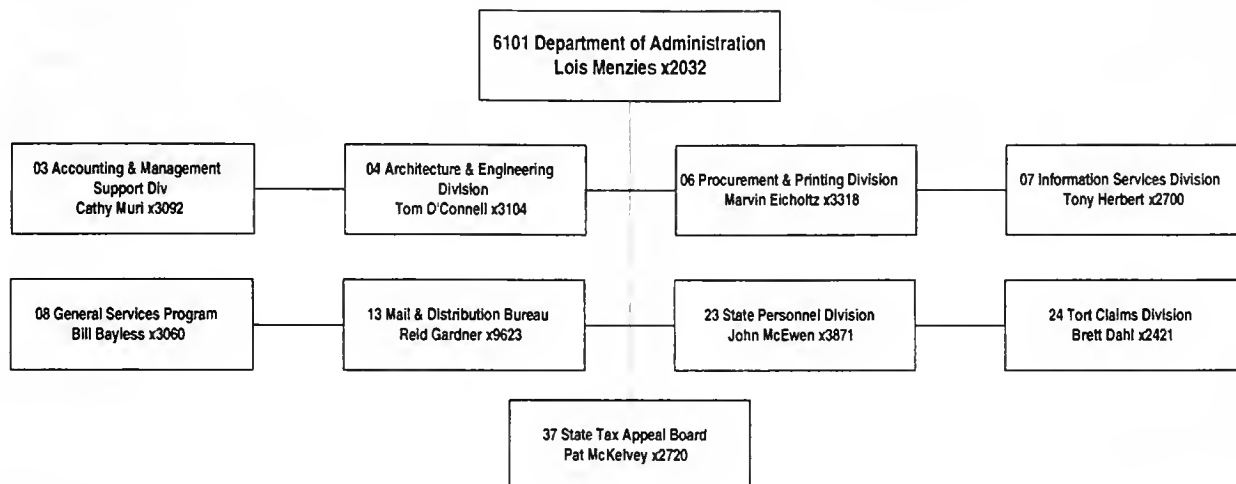 6101 Department of Administration
Lois Menzies x2032
03 Accounting & Management
Support Div
Cathy Muri x3092
04 Architecture & Engineering
Division
Tom O'Connell x3104
06 Procurement & Printing Division
Marvin Eicholtz x3318
07 Information Services Division
Tony Herbert x2700
08 General Services Program
Bill Bayless x3060
13 Mail & Distribution Bureau
Reid Gardner x9623
23 State Personnel Division
John McEwen x3871
24 Tort Claims Division
Brett Dahl x2421
37 State Tax Appeal Board
Pat McKelvey x2720